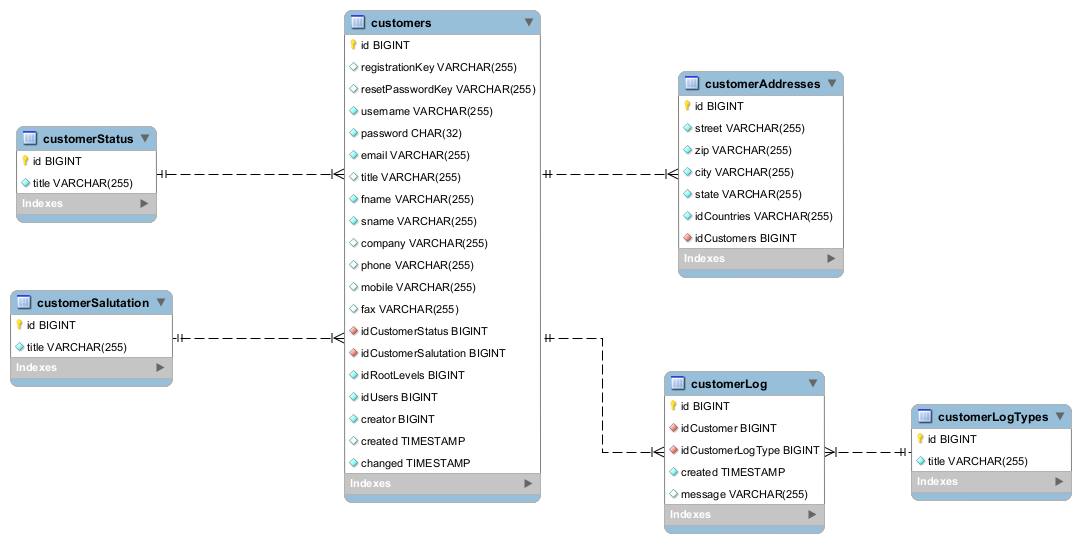 customers
id BIGINT
registrationKey VARCHAR(255)
resetPasswordKey VARCHAR(255)
username VARCHAR(255)
password CHAR(32)
email VARCHAR(255)
title VARCHAR(255)
fname VARCHAR(255)
sname VARCHAR(255)
company VARCHAR(255)
phone VARCHAR(255)
mobile VARCHAR(255)
fax VARCHAR(255)
idCustomerStatus BIGINT
idCustomerSalutation BIGINT
idRootLevels BIGINT
idUsers BIGINT
creator BIGINT
created TIMESTAMP
changed TIMESTAMP
Indexes
customerStatus
id BIGINT
title VARCHAR(255)
Indexes
customerSalutation
id BIGINT
title VARCHAR(255)
Indexes
customerAddresses
id BIGINT
street VARCHAR(255)
zip VARCHAR(255)
city VARCHAR(255)
state VARCHAR(255)
idCountries VARCHAR(255)
idCustomers BIGINT
Indexes
customerLog
id BIGINT
idCustomer BIGINT
idCustomerLogType BIGINT
created TIMESTAMP
message VARCHAR(255)
Indexes
customerLogTypes
id BIGINT
title VARCHAR(255)
Indexes